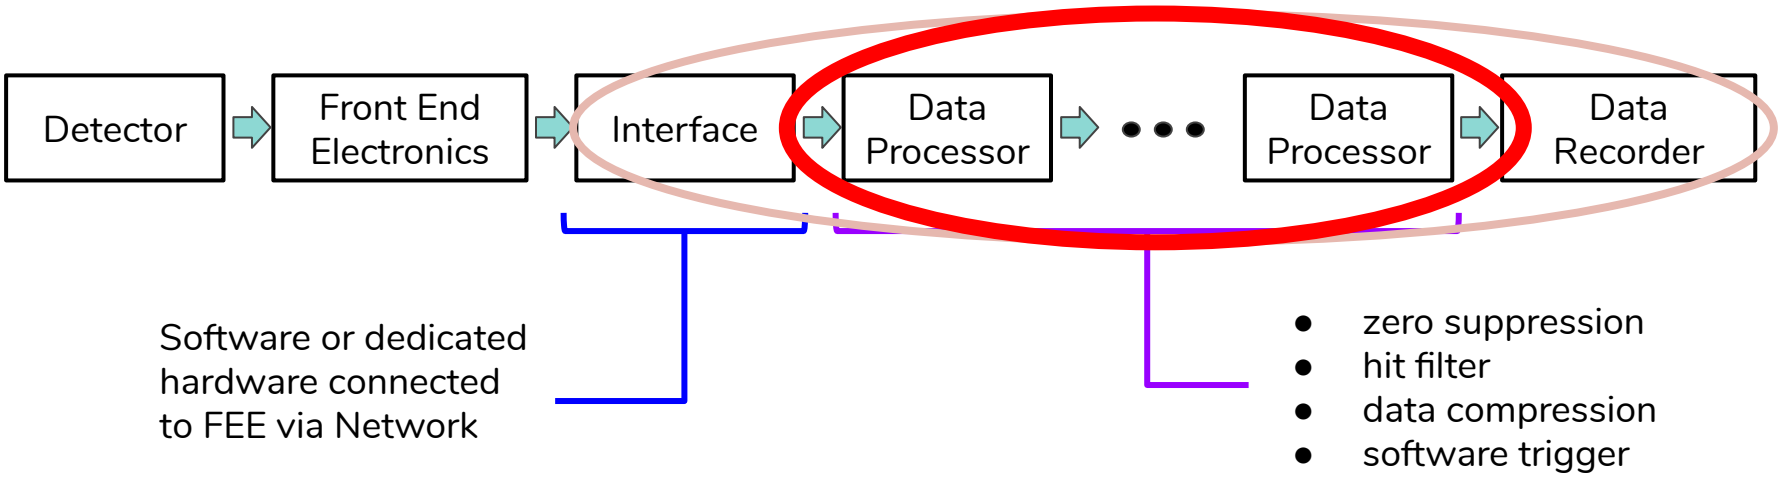 Detector
Front End
Electronics
Interface
Data
Processor
Data
Processor
Data
Recorder
Software or dedicated
hardware connected
to FEE via Network
● zero suppression
● hit filter
● data compression
● software trigger